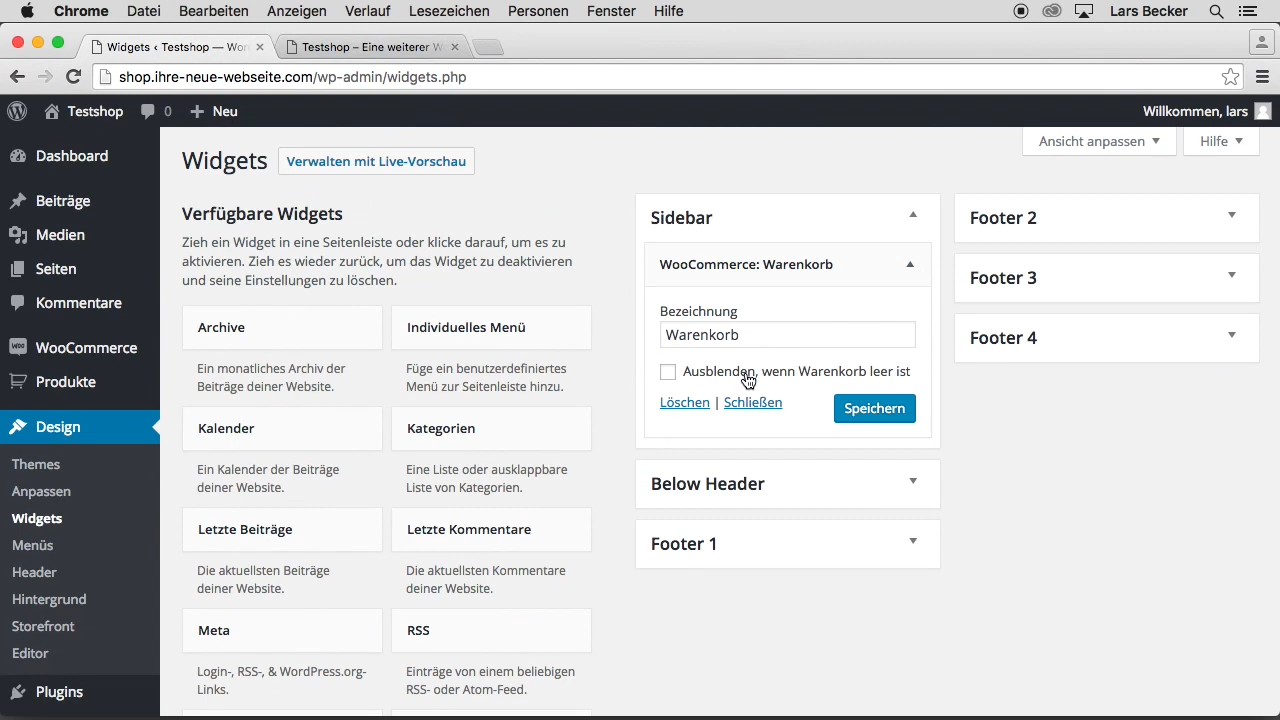 Chrome Datei Bearbeiten Anzeigen Verlauf Lesezeichen Personen Fenster Hilfe Lars Becker
Widgets ‹ Testshop — Wor
Testshop – Eine weiterer W
shop.ihre-neue-webseite.com/wp-admin/widgets.php
Testshop 0 Neu Willkommen, lars
Dashboard
Beiträge
Medien
Seiten
Kommentare
WooCommerce
Produkte
Design
Themes
Anpassen
Widgets
Menüs
Header
Hintergrund
Storefront
Editor
Plugins
Ansicht anpassen
Hilfe
Widgets
Verwalten mit Live-Vorschau
Verfügbare Widgets
Zieh ein Widget in eine Seitenleiste oder klicke darauf, um es zu
aktivieren. Zieh es wieder zurück, um das Widget zu deaktivieren
und seine Einstellungen zu löschen.
Archive
Ein monatliches Archiv der
Beiträge deiner Website.
Individuelles Menü
Füge ein benutzerdefiniertes
Menü zur Seitenleiste hinzu.
Kalender
Ein Kalender der Beiträge
deiner Website.
Kategorien
Eine Liste oder ausklappbare
Liste von Kategorien.
Letzte Beiträge
Die aktuellsten Beiträge
deiner Website.
Letzte Kommentare
Die aktuellsten Kommentare
deiner Website.
Meta
Login-, RSS-, & WordPress.org-
Links.
RSS
Einträge von einem beliebigen
RSS- oder Atom-Feed.
Sidebar
WooCommerce: Warenkorb
Bezeichnung
Warenkorb
Ausblenden, wenn Warenkorb leer ist
Löschen | Schließen
Speichern
Below Header
Footer 1
Footer 2
Footer 3
Footer 4